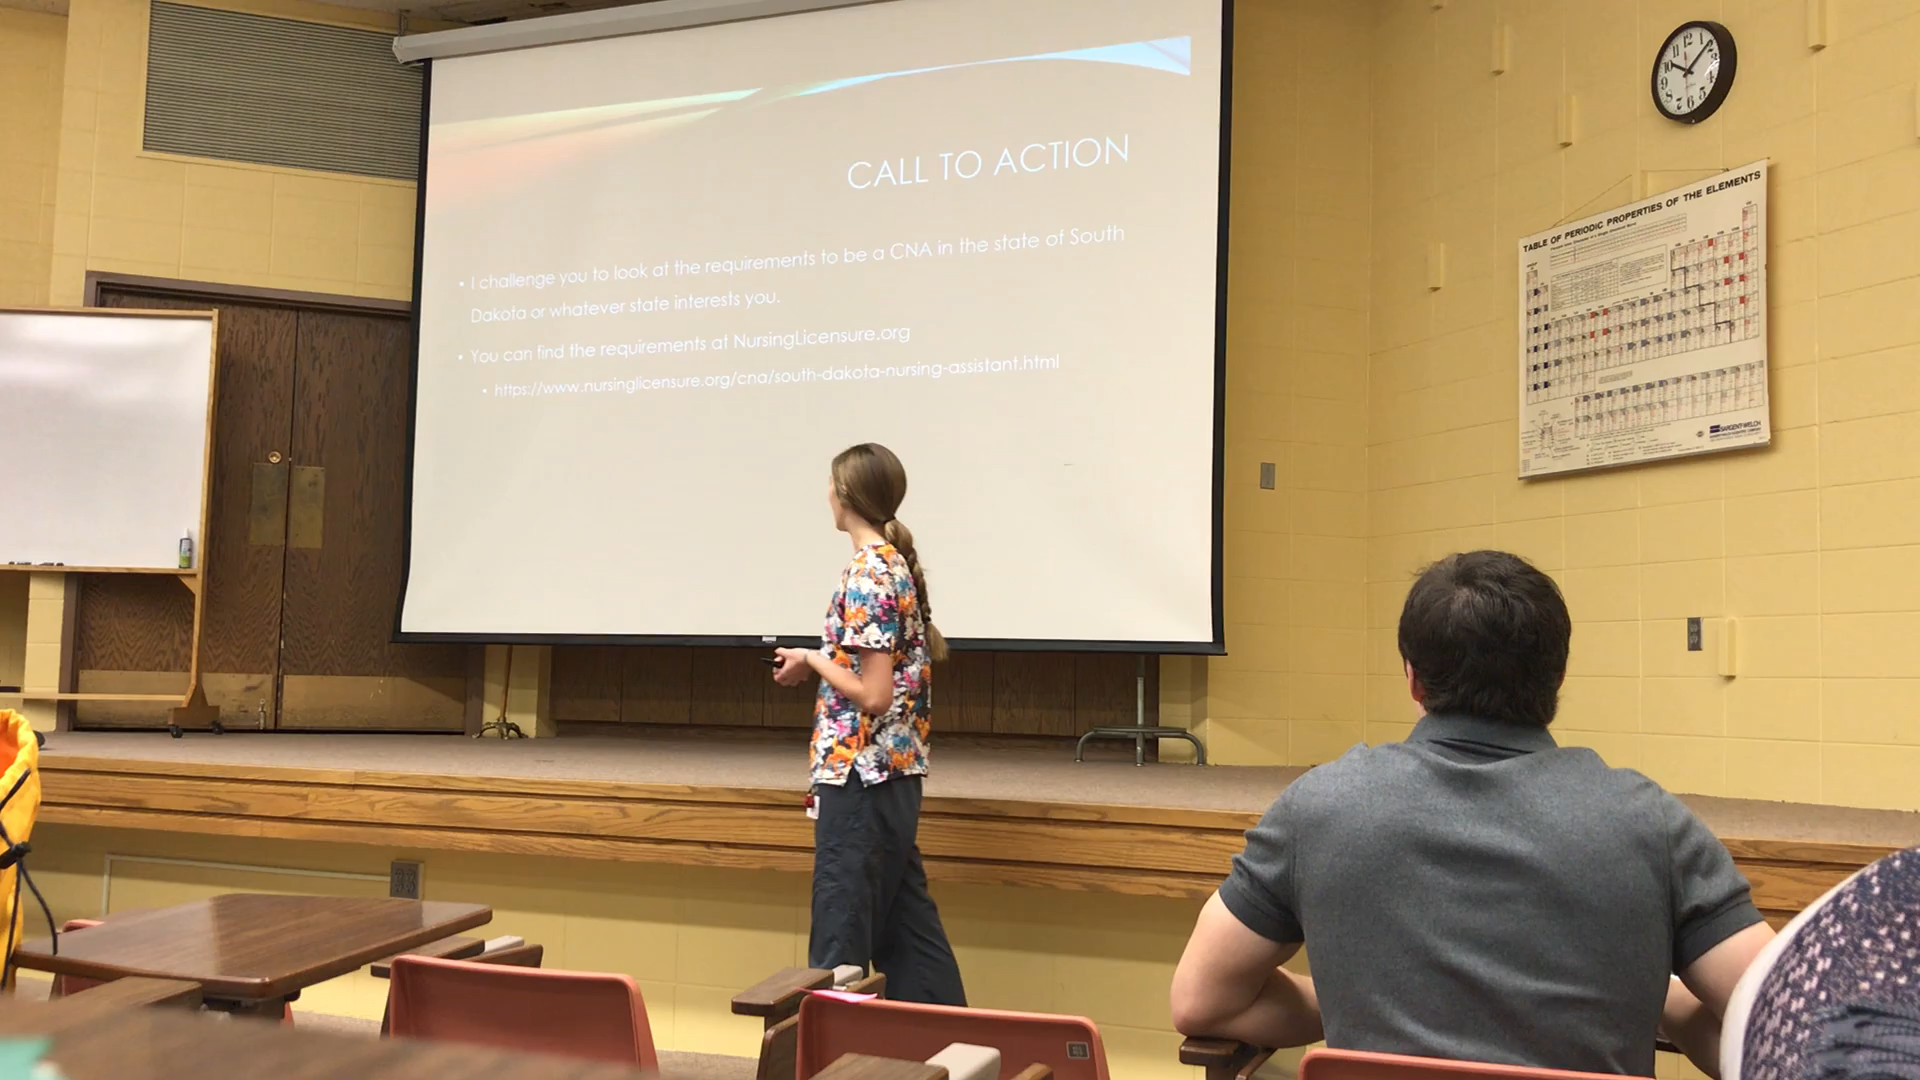 CALL TO ACTION
• I challenge you to look at the requirements to be a CNA in the state of South
Dakota or whatever state interests you.
• You can find the requirements at NursingLicensure.org
• https://www.nursinglicensure.org/cna/south-dakota-nursing-assistant.html
TABLE OF PERIODIC PROPERTIES OF THE ELEMENTS
SARGENT-WELCH